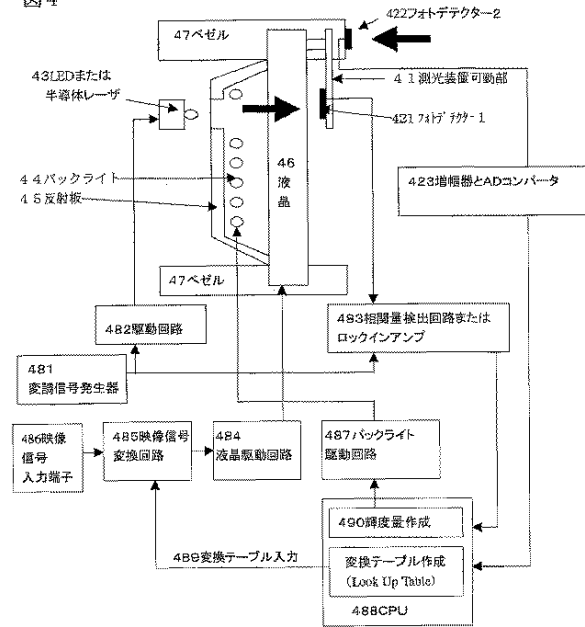 図4
47ベゼル
422フォトデテクター2
43LEDまたは
半導体レーザ
41測光装置可動部
421フォトデテクター1
46
液
晶
44バックライト
45反射板
423増幅器とADコンバータ
47ベゼル
482駆動回路
483相関量検出回路または
ロックインアンプ
481
変調信号発生器
486映像
信号
入力端子
485映像信号
変換回路
484
液晶駆動回路
487バックライト
駆動回路
490輝度量作成
489変換テーブル入力
変換テーブル作成
(Look Up Table)
488CPU